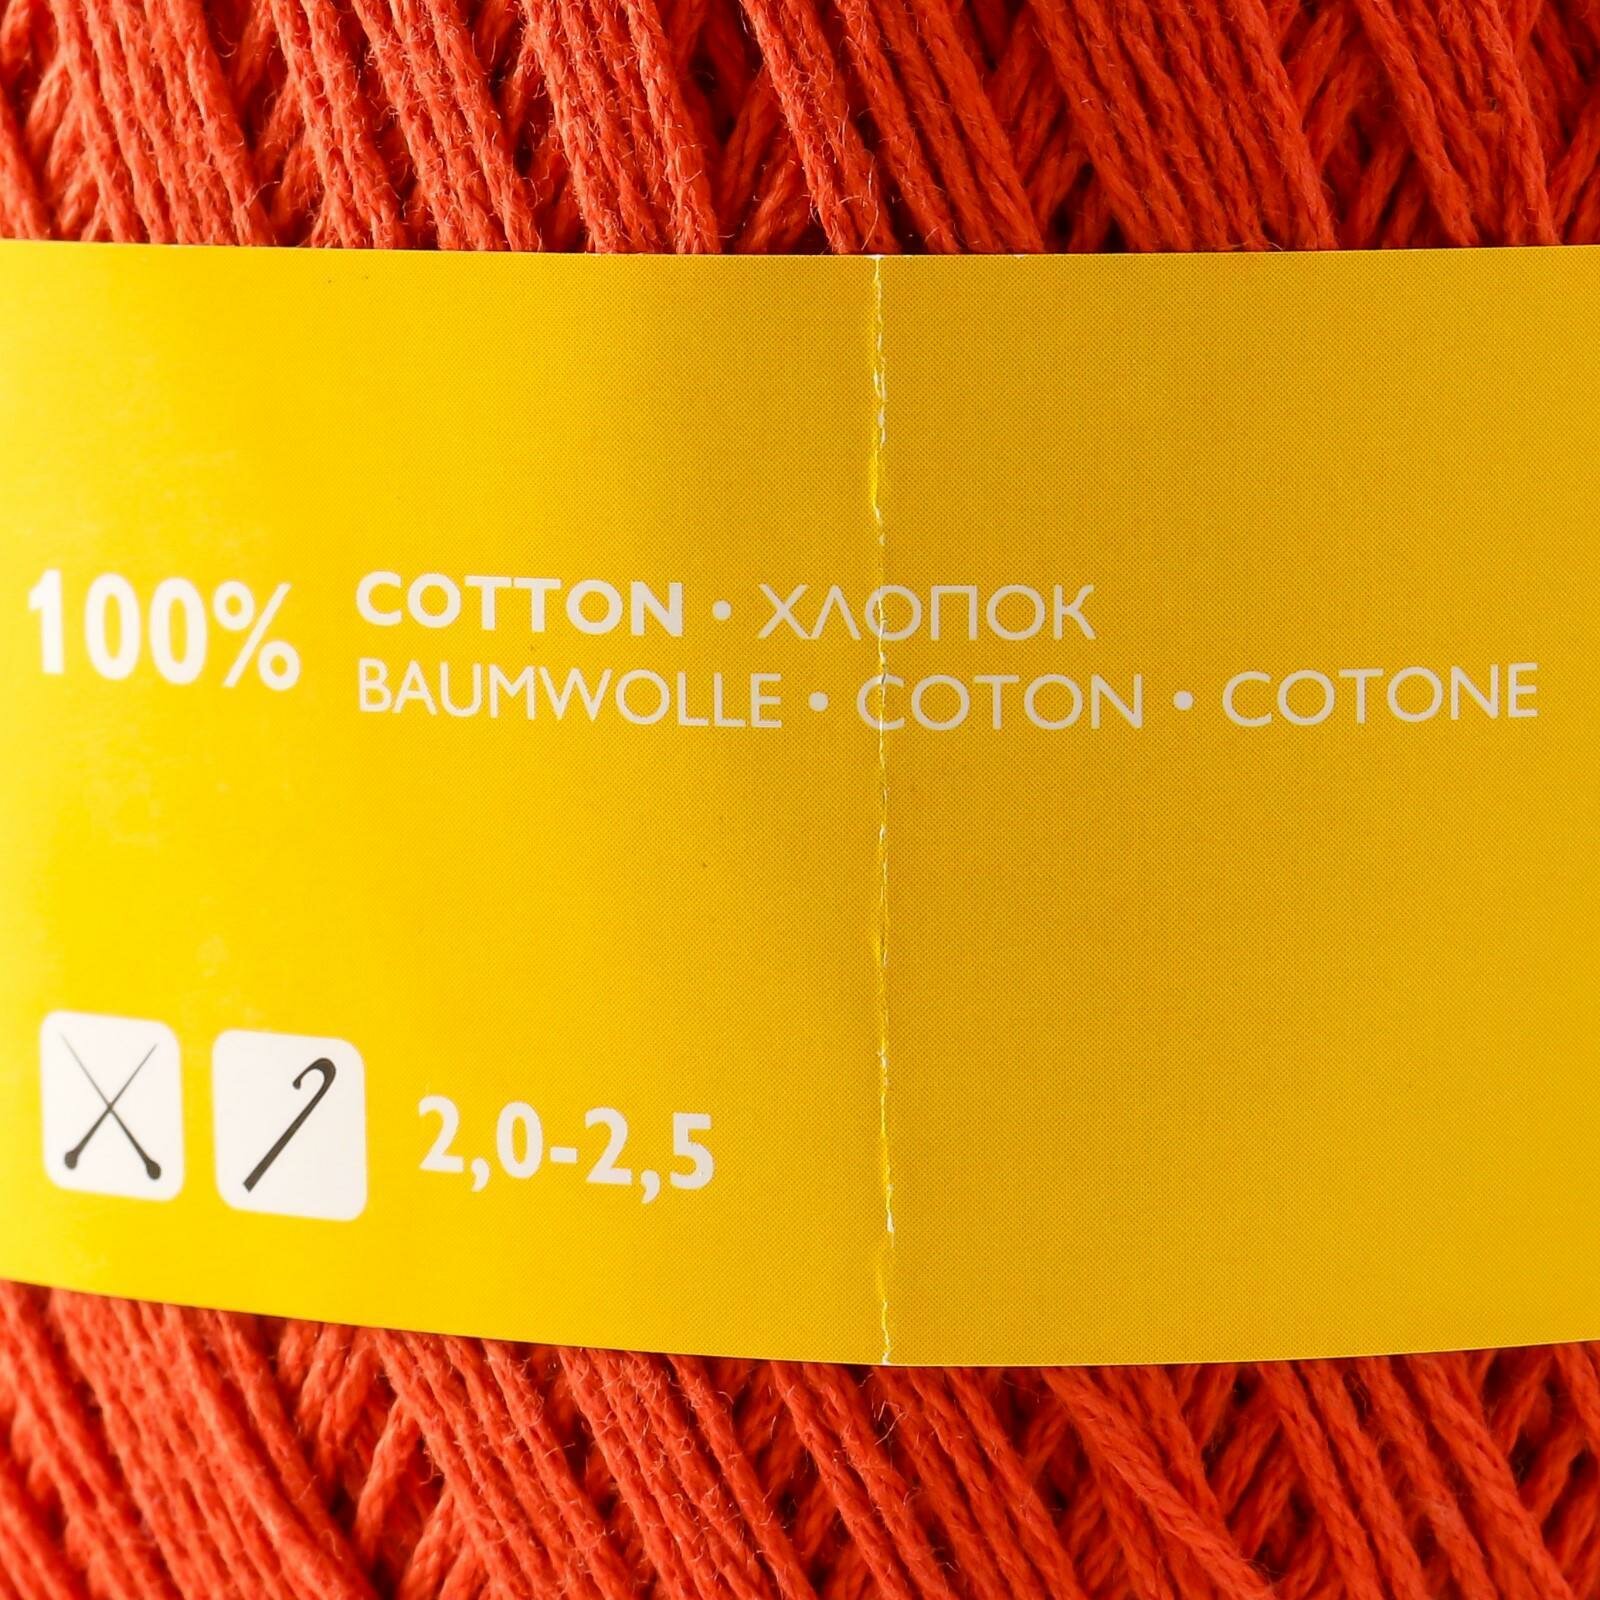 100% COTTON • ХЛОПОК
BAUMWOLLE • COTON • COTONE
2,0-2,5